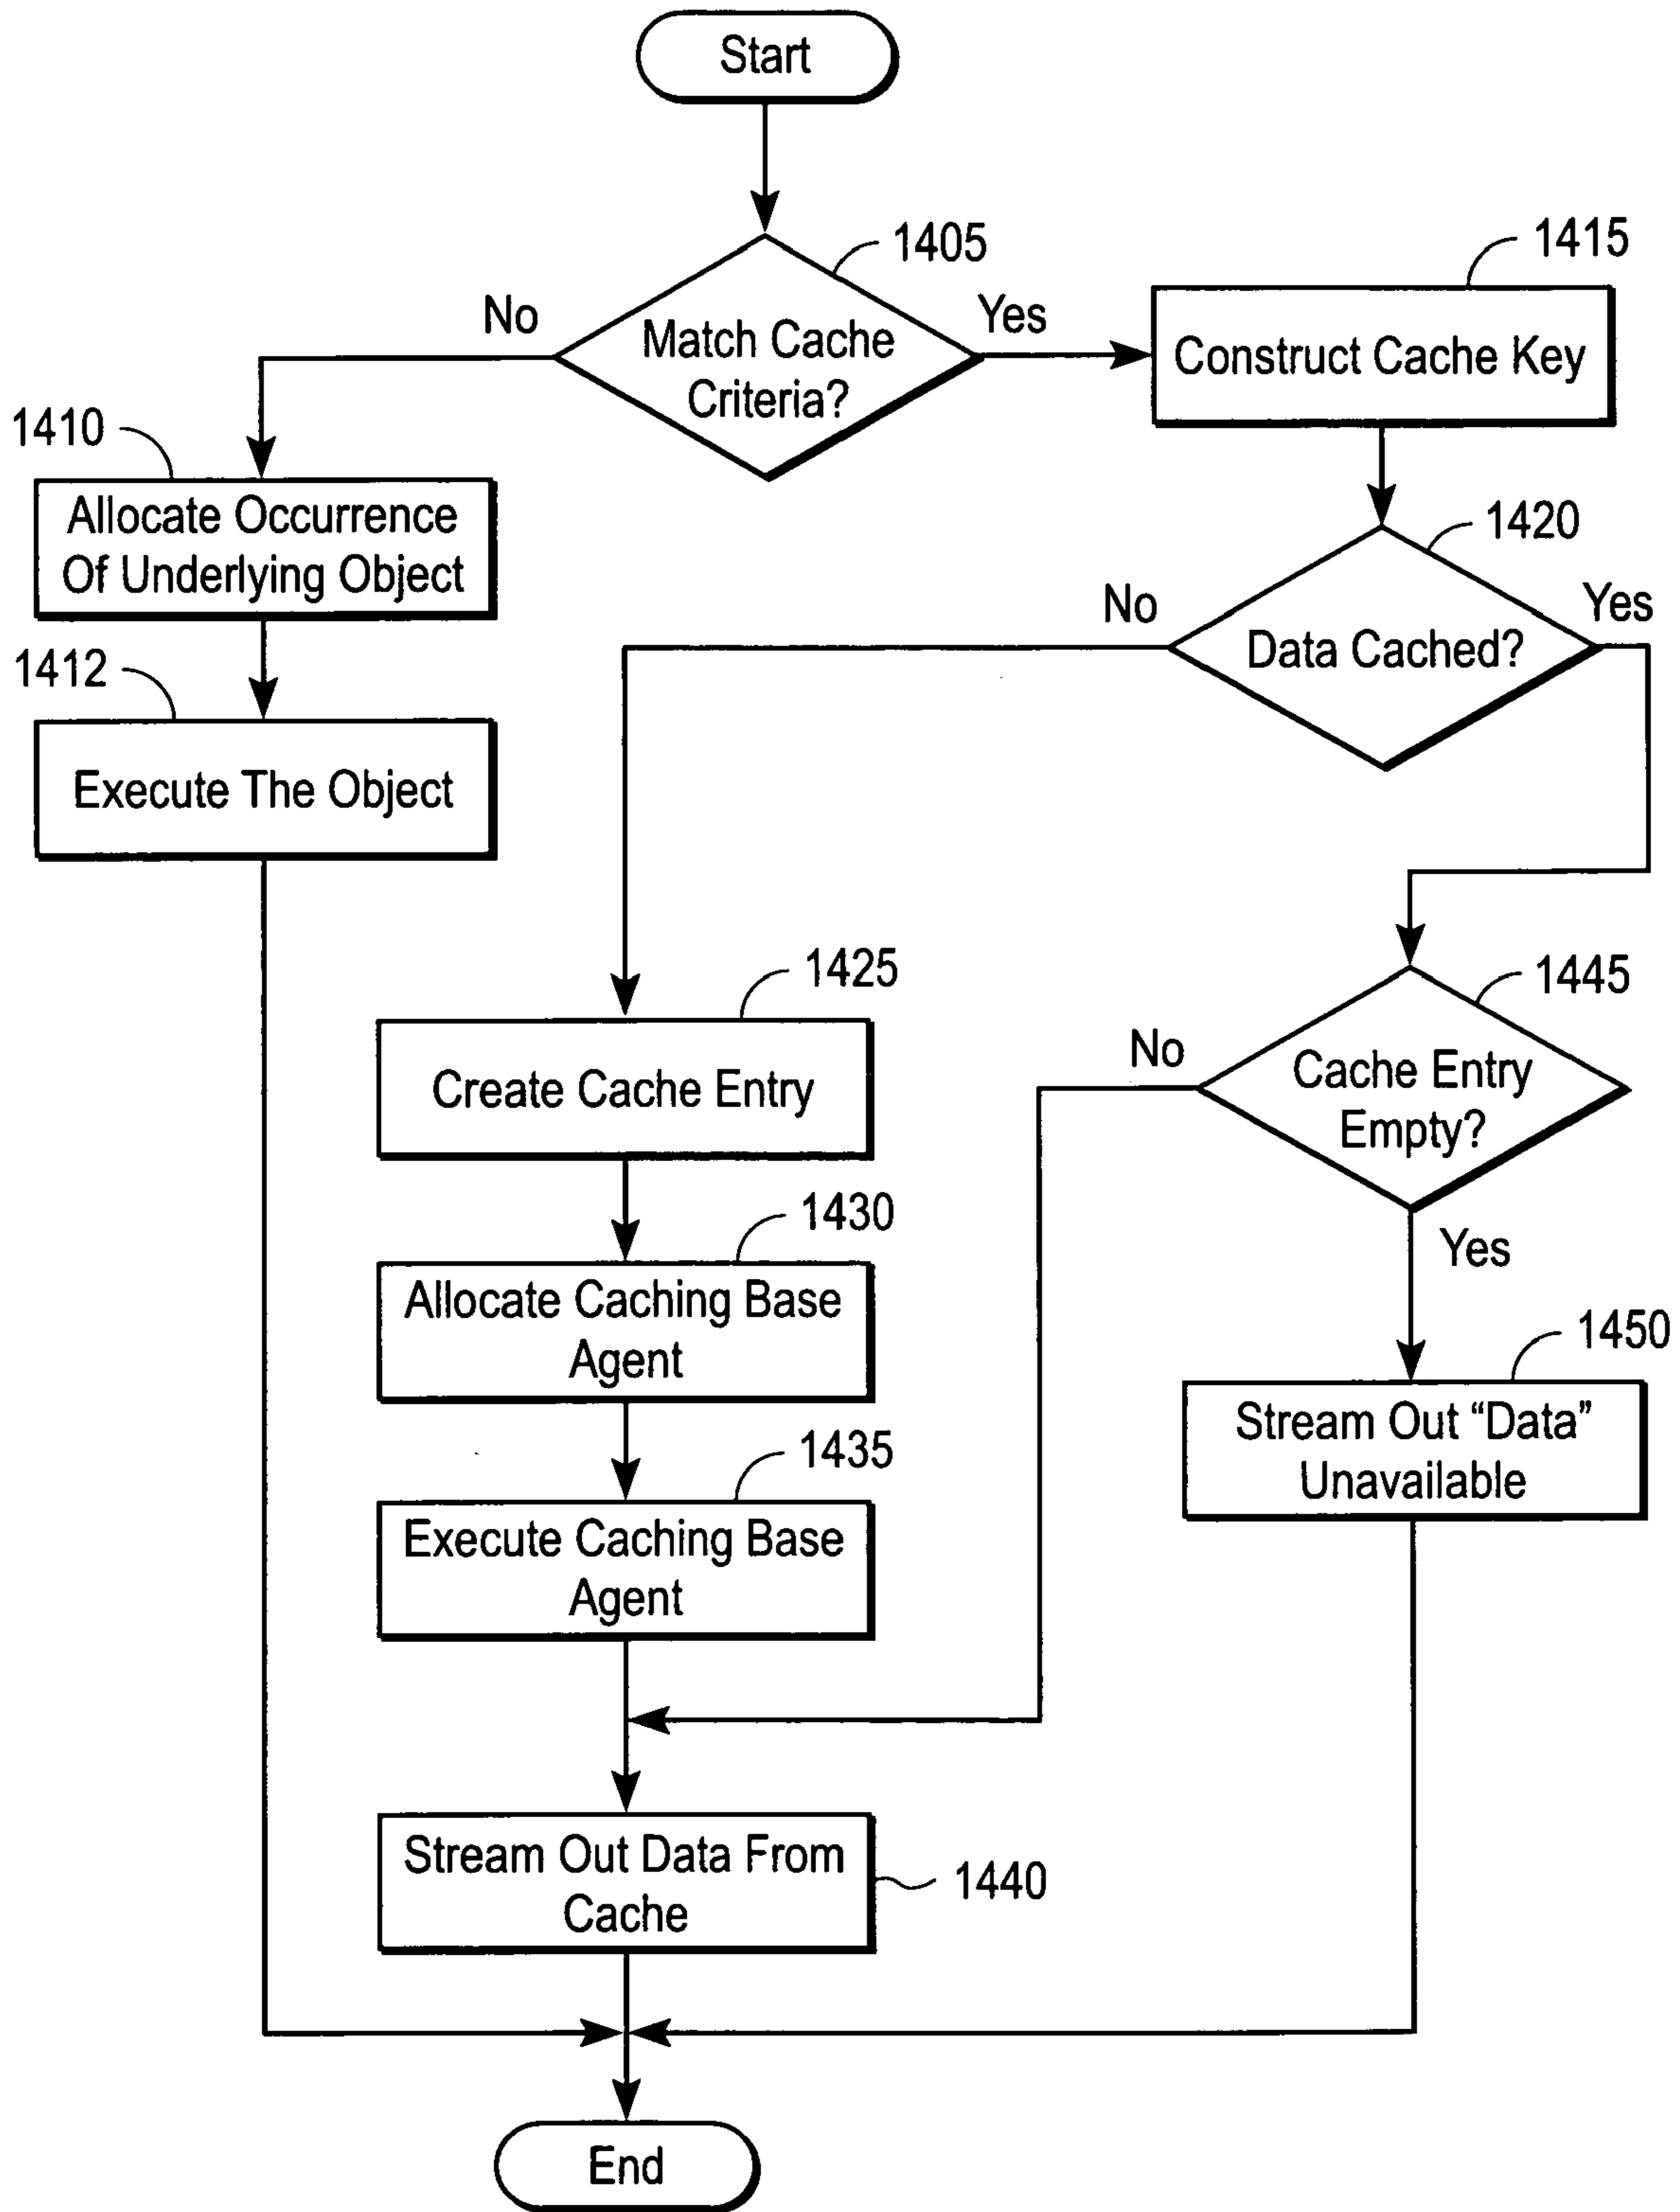 Start
1405
1415
No
Yes
Match Cache
Criteria?
Construct Cache Key
1410
Allocate Occurrence
Of Underlying Object
1420
No
Yes
Data Cached?
1412
Execute The Object
1425
Create Cache Entry
1445
No
Cache Entry
Empty?
Yes
1430
Allocate Caching Base
Agent
1450
Stream Out “Data”
Unavailable
1435
Execute Caching Base
Agent
Stream Out Data From
Cache
1440
End